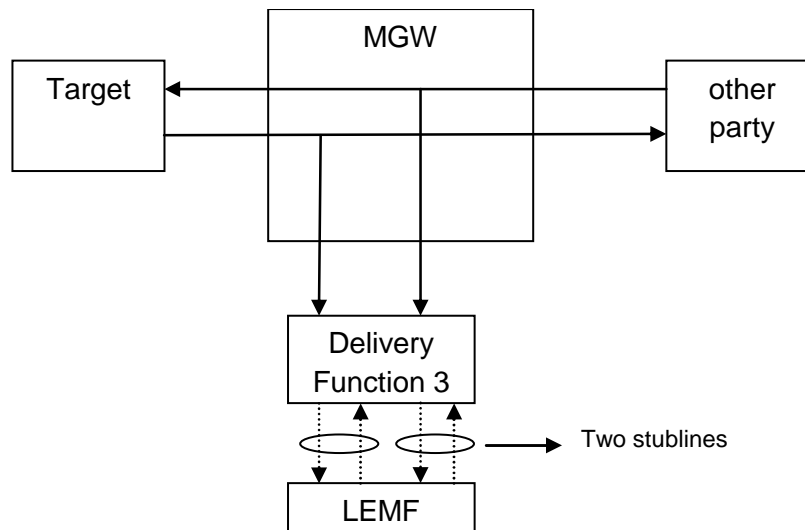 MGW
Target
other
party
Delivery
Function 3
Two stublines
LEMF